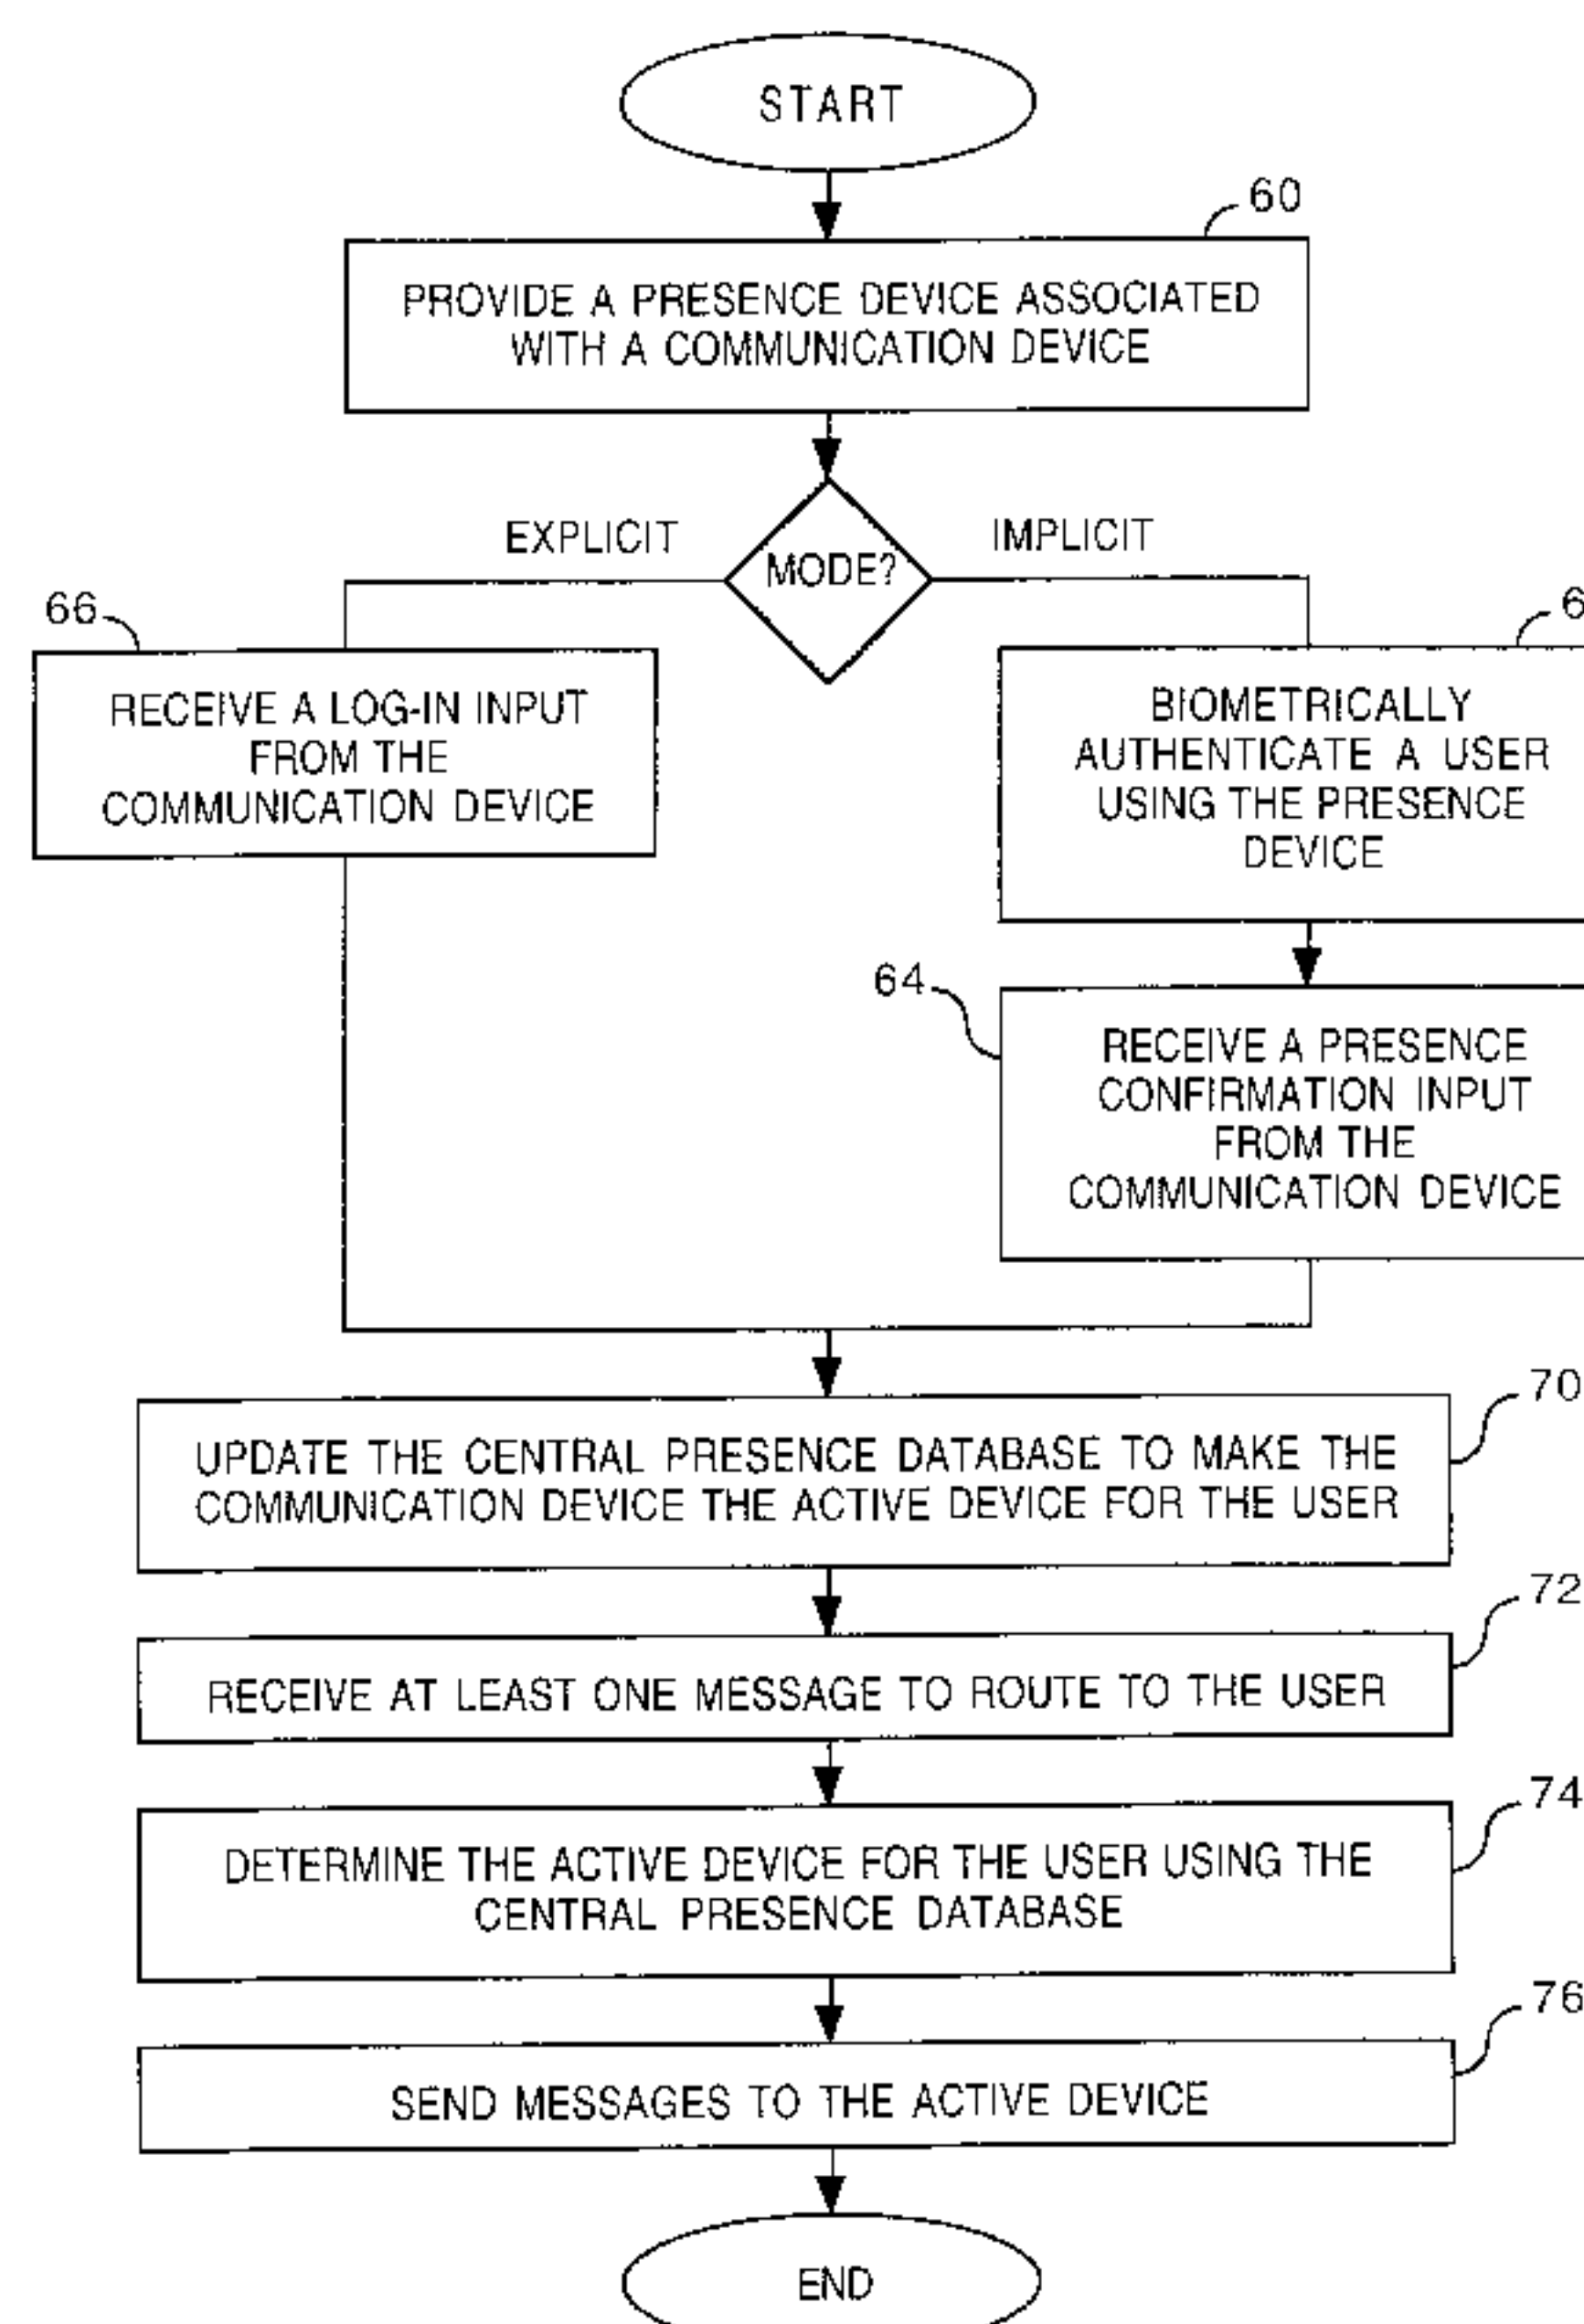 START
60
PROVIDE A PRESENCE DEVICE ASSOCIATED
WITH A COMMUNICATION DEVICE
EXPLICIT
MODE?
IMPLICIT
66
RECEIVE A LOG-IN INPUT
FROM THE
COMMUNICATION DEVICE
BIOMETRICALLY
AUTHENTICATE A USER
USING THE PRESENCE
DEVICE
64
RECEIVE A PRESENCE
CONFIRMATION INPUT
FROM THE
COMMUNICATION DEVICE
70
UPDATE THE CENTRAL PRESENCE DATABASE TO MAKE THE
COMMUNICATION DEVICE THE ACTIVE DEVICE FOR THE USER
72
RECEIVE AT LEAST ONE MESSAGE TO ROUTE TO THE USER
74
DETERMINE THE ACTIVE DEVICE FOR THE USER USING THE
CENTRAL PRESENCE DATABASE
76
SEND MESSAGES TO THE ACTIVE DEVICE
END